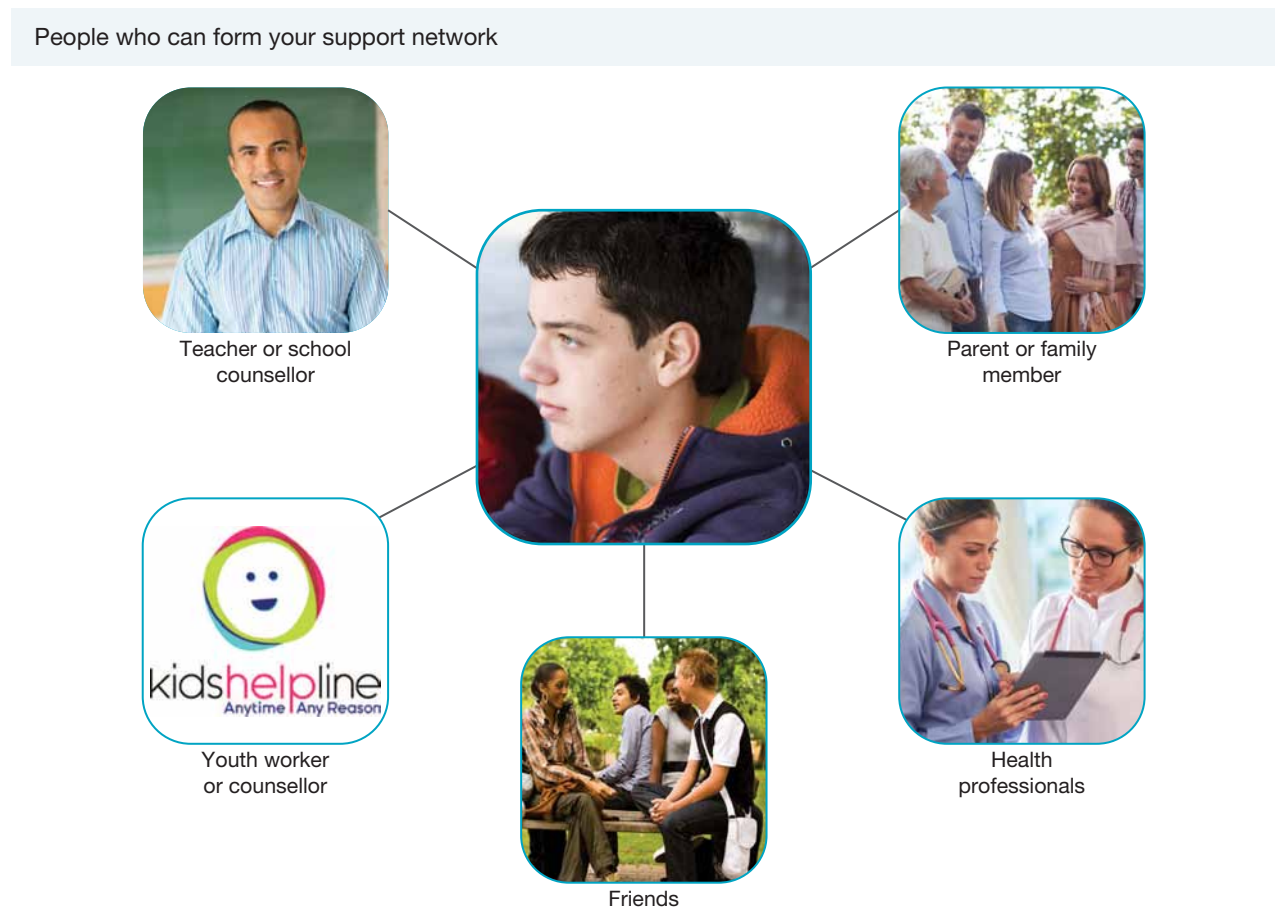 People who can form your support network
Teacher or school
counsellor
Parent or family
member
kidshelpline
Anytime Any Reason
Youth worker
or counsellor
Health
professionals
Friends